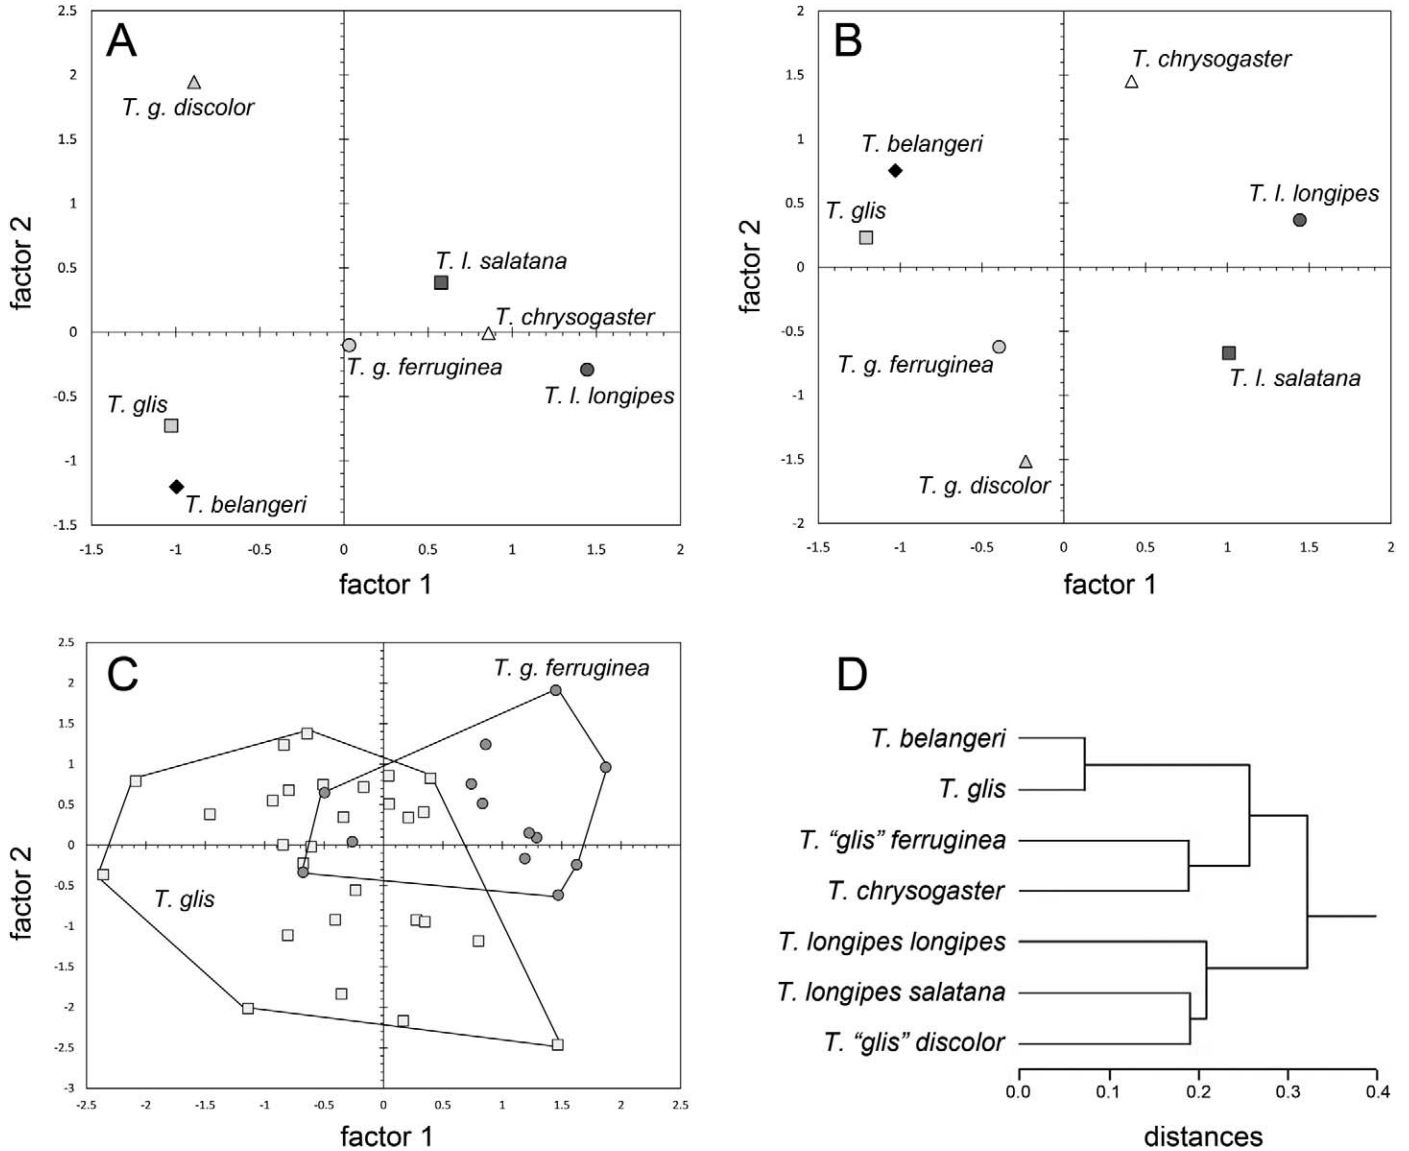 A
T. g. discolor
T. l. salatana
T. chrysogaster
T. g. ferruginea
T. l. longipes
T. glis
T. belangeri
2.5
2
1.5
1
0.5
0
-0.5
-1
-1.5
factor 2
-1.5 -1 -0.5 0 0.5 1 1.5 2
factor 1
B
T. chrysogaster
T. belangeri
T. l. longipes
T. glis
T. g. ferruginea
T. l. salatana
T. g. discolor
2
1.5
1
0.5
0
-0.5
-1
-1.5
-2
factor 2
-1.5 -1 -0.5 0 0.5 1 1.5 2
factor 1
C
T. g. ferruginea
T. glis
2.5
2
1.5
1
0.5
0
-0.5
-1
-1.5
-2
-2.5
-3
factor 2
-2.5 -2 -1.5 -1 -0.5 0 0.5 1 1.5 2 2.5
factor 1
D
T. belangeri
T. glis
T. “glis” ferruginea
T. chrysogaster
T. longipes longipes
T. longipes salatana
T. “glis” discolor
0.0 0.1 0.2 0.3 0.4
distances